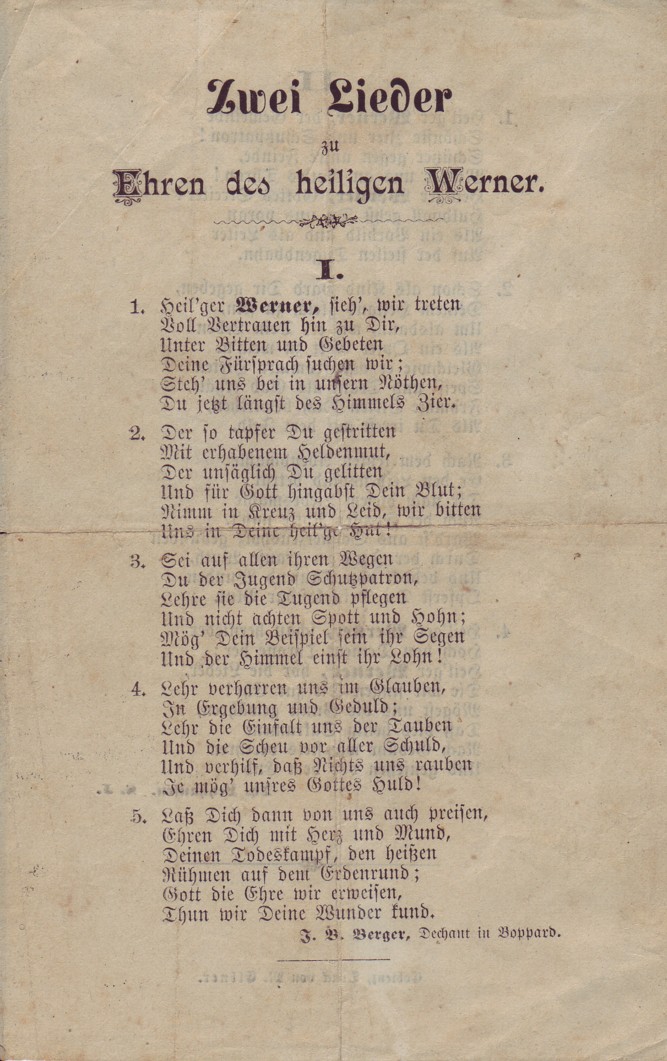 Zwei Lieder
zu
Ehren des heiligen Werner.
I.
1. Heil'ger Werner, sieh', wir treten
Voll Vertrauen hin zu Dir,
Unter Bitten und Gebeten
Deine Fürsprach suchen wir;
Steh' uns bei in unsern Nöthen,
Du jetzt längst des Himmels Zier.
2. Der so tapfer Du gestritten
Mit erhabenem Heldenmut,
Der unsäglich Du gelitten
Und für Gott hingabst Dein Blut;
Nimm in Kreuz und Leid, wir bitten
Uns in Deine heil'ge Hut!
3. Sei auf allen ihren Wegen
Du der Jugend Schutzpatron,
Lehre sie die Tugend pflegen
Und nicht achten Spott und Hohn;
Mög' Dein Beispiel sein ihr Segen
Und der Himmel einst ihr Lohn!
4. Lehr verharren uns im Glauben,
In Ergebung und Geduld;
Lehr die Einfalt uns der Tauben
Und die Scheu vor aller Schuld,
Und verhilf, daß Nichts uns rauben
Je mög' unsres Gottes Huld!
5. Laß Dich dann von uns auch preisen,
Ehren Dich mit Herz und Mund,
Deinen Todeskampf, den heißen
Rühmen auf dem Erdenrund;
Gott die Ehre wir erweisen,
Thun wir Deine Wunder kund.
J. B. Berger, Dechant in Boppard.